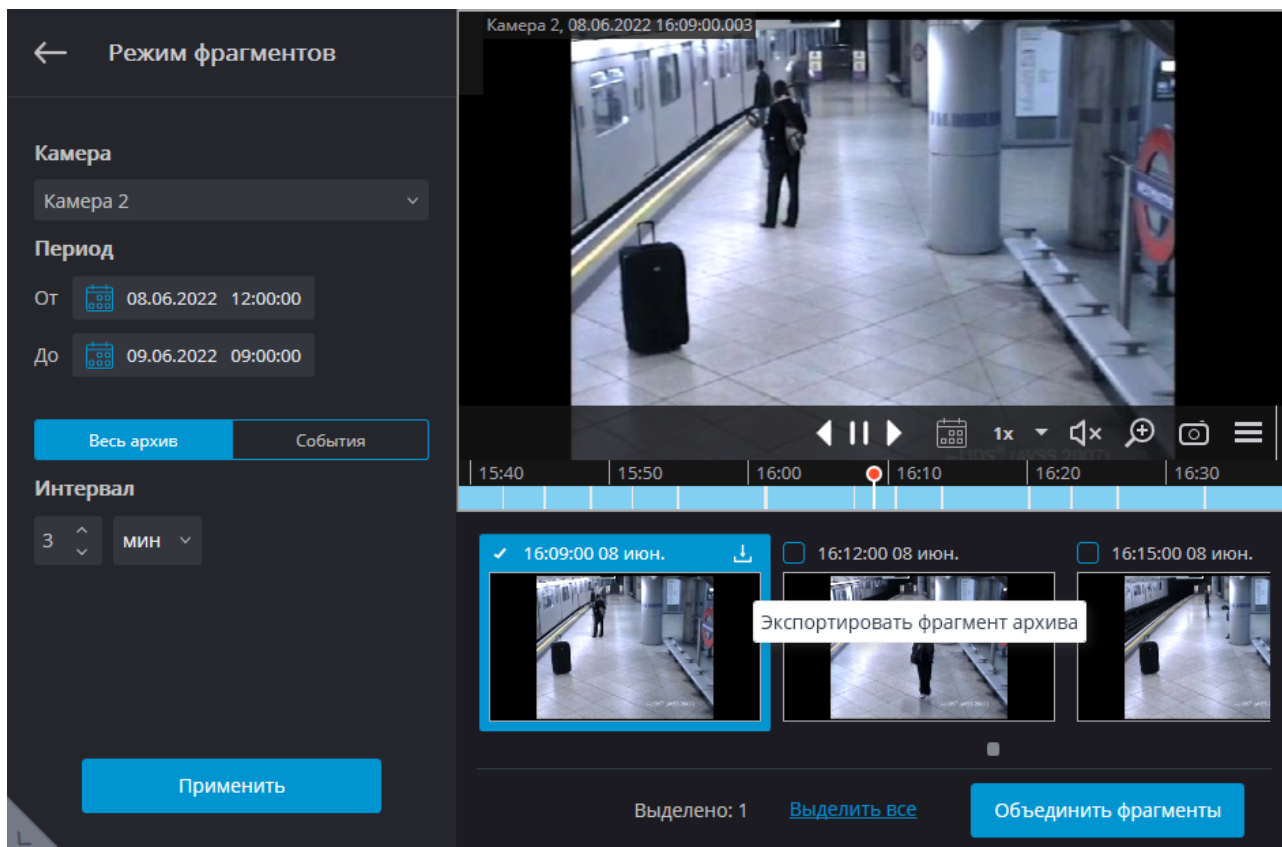 Режим фрагментов
Камера
Камера 2
Период
От 08.06.2022 12:00:00
До 09.06.2022 09:00:00
Весь архив События
Интервал
3 мин
Применить
Камера 2, 08.06.2022 16:09:00.003
1x
15:40 15:50 16:00 16:10 16:20 16:30
16:09:00 08 июн. 16:12:00 08 июн. 16:15:00 08 июн.
Экспортировать фрагмент архива
Выделено: 1 Выделить все Объединить фрагменты